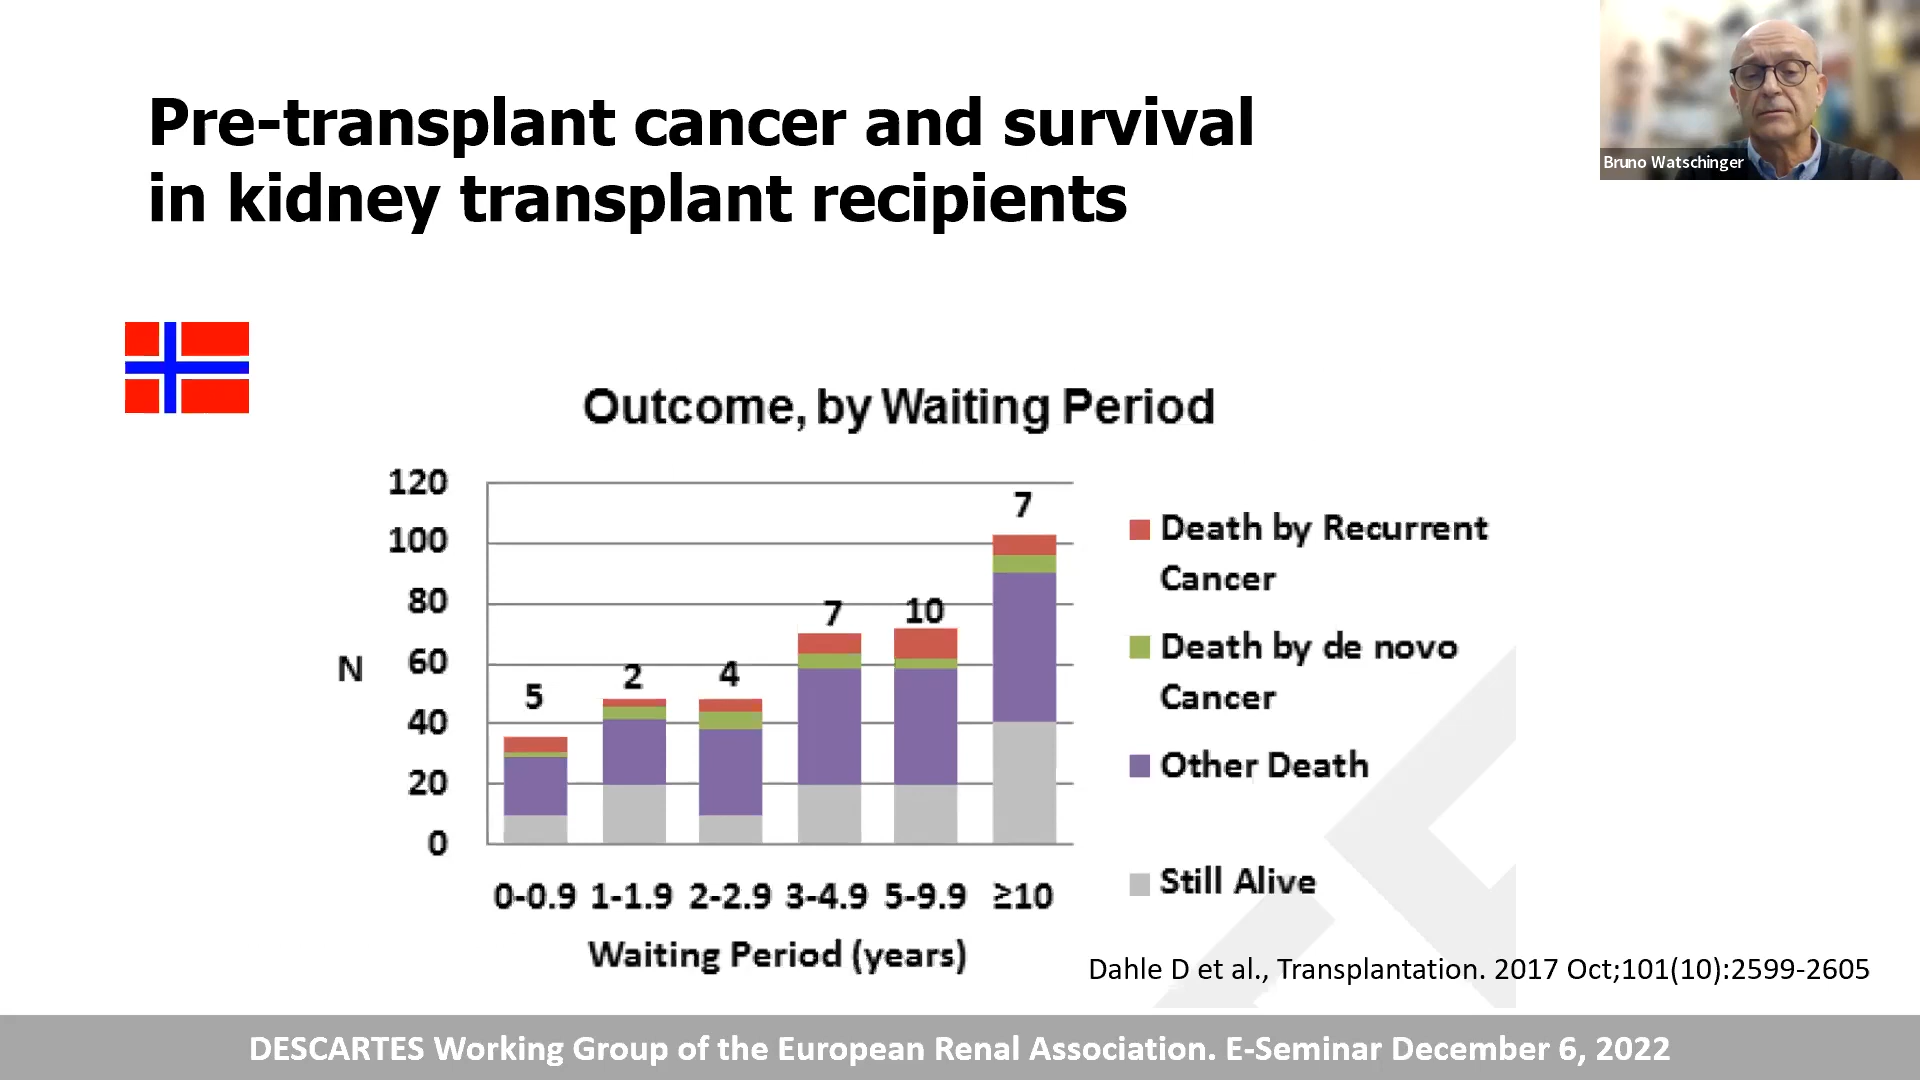 Pre-transplant cancer and survival
in kidney transplant recipients
Bruno Watschinger
Outcome, by Waiting Period
120
100
80
60
40
20
0
N
5
2
4
7
10
7
0-0.9 1-1.9 2-2.9 3-4.9 5-9.9 ≥10
Waiting Period (years)
Death by Recurrent
Cancer
Death by de novo
Cancer
Other Death
Still Alive
Dahle D et al., Transplantation. 2017 Oct;101(10):2599-2605
DESCARTES Working Group of the European Renal Association. E-Seminar December 6, 2022